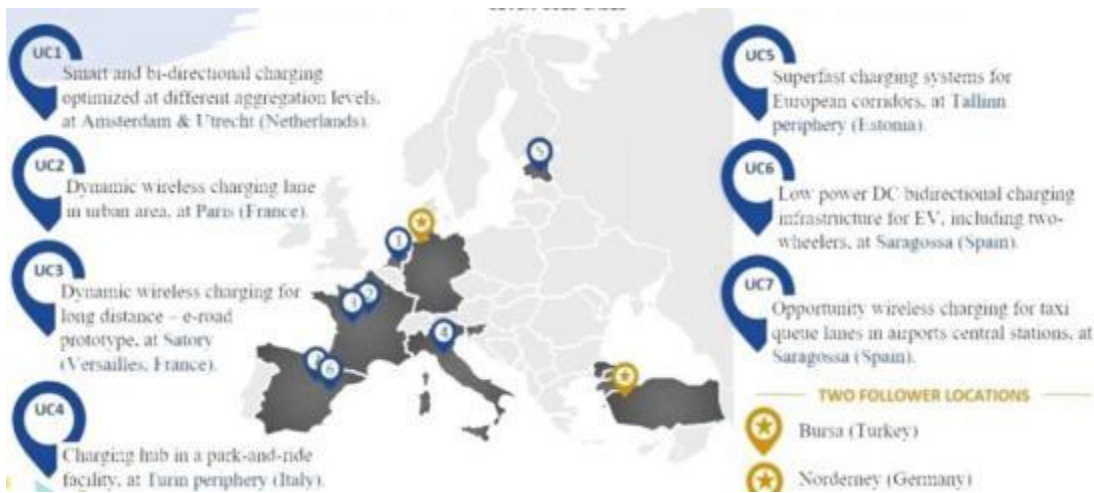 UC1
Smart and bi-directional charging
optimized at different aggregation levels,
at Amsterdam & Utrecht (Netherlands).
UC2
Dynamic wireless charging lane
in urban area, at Paris (France).
UC3
Dynamic wireless charging for
long distance – e-road
prototype, at Satory
(Versailles, France).
UC4
Charging hub in a park-and-ride
facility, at Turin periphery (Italy).
5
1
3
2
4
6
UC5
Superfast charging systems for
European corridors, at Tallinn
periphery (Estonia).
UC6
Low power DC bidirectional charging
infrastructure for EV, including two-
wheelers, at Saragossa (Spain).
UC7
Opportunity wireless charging for taxi
queue lanes in airports central stations, at
Saragossa (Spain).
TWO FOLLOWER LOCATIONS
Bursa (Turkey)
Norderney (Germany)